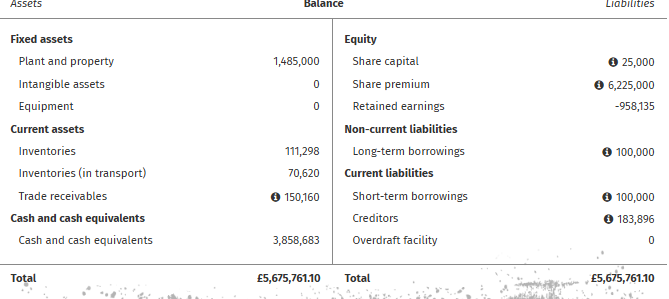 Assets Balance Liabilities
Fixed assets Equity
Plant and property 1,485,000 Share capital 25,000
Intangible assets 0 Share premium 6,225,000
Equipment 0 Retained earnings -958,135
Current assets Non-current liabilities
Inventories 111,298 Long-term borrowings 100,000
Inventories (in transport) 70,620 Current liabilities
Trade receivables 150,160 Short-term borrowings 100,000
Cash and cash equivalents Creditors 183,896
Cash and cash equivalents 3,858,683 Overdraft facility 0
Total £5,675,761.10 Total £5,675,761.10